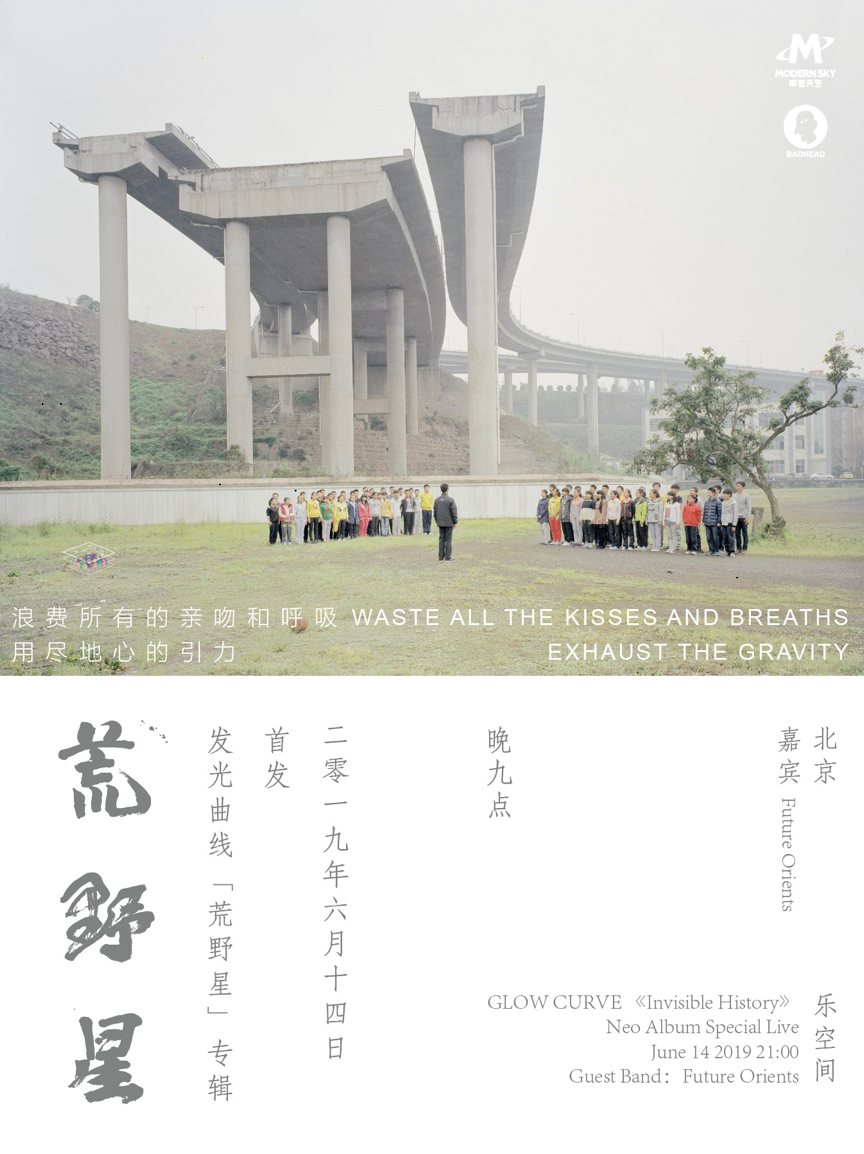 MODERN SKY
摩登天空
BADHEAD
浪费所有的亲吻和呼吸 WASTE ALL THE KISSES AND BREATHS
用尽地心的引力 EXHAUST THE GRAVITY
荒野星
发光曲线「荒野星」专辑
首发
二零一九年六月十四日
晚九点
北京
嘉宾 Future Orients
乐空间
GLOW CURVE 《Invisible History》
Neo Album Special Live
June 14 2019 21:00
Guest Band：Future Orients